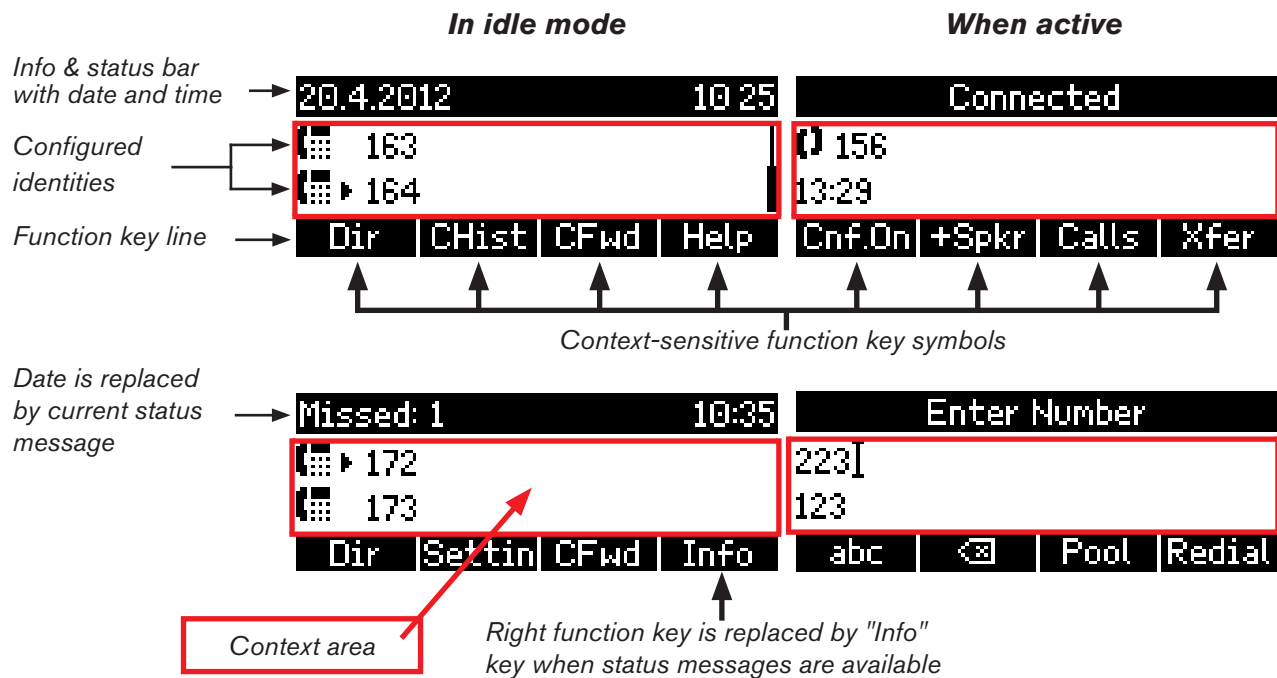 In idle mode
When active
Info & status bar
with date and time
20.4.2012 10 25
Connected
Configured
identities
163
164
156
13:29
Function key line
Dir CHist CFwd Help
Cnf.On +Spkr Calls Xfer
Context-sensitive function key symbols
Date is replaced
by current status
message
Missed: 1 10:35
Enter Number
172
173
223
123
Dir Settin CFwd Info
abc Pool Redial
Context area
Right function key is replaced by "Info"
key when status messages are available